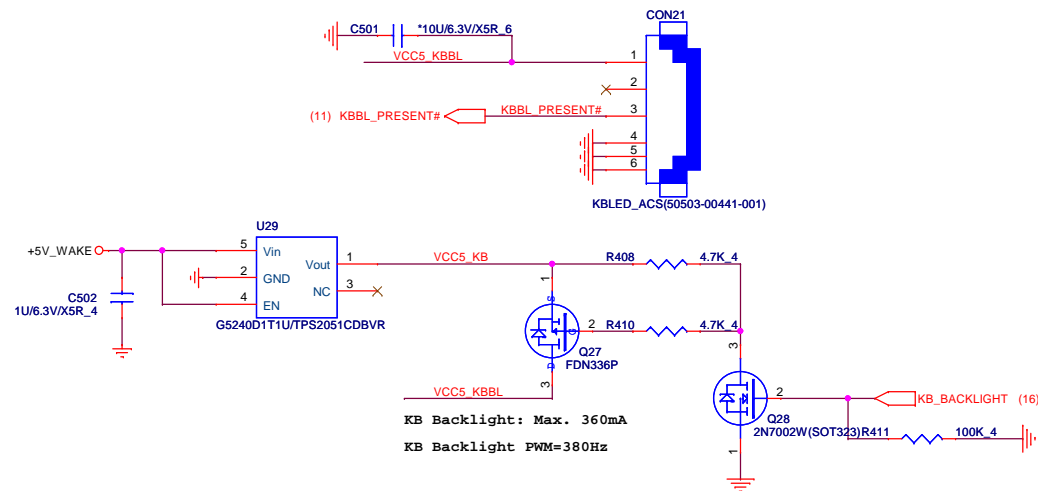 CON21
C501
*10U/6.3V/X5R_6
VCC5_KBBL
1
2
(11) KBBL_PRESENT#
KBBL_PRESENT#
3
4
5
6
KBLED_ACS(50503-00441-001)
U29
+5V_WAKE
5
Vin
Vout
1
VCC5_KB
R408
4.7K_4
2
GND
NC
3
1
S
C502
1U/6.3V/X5R_4
4
EN
G5240D1T1U/TPS2051CDBVR
G
2
R410
4.7K_4
Q27
FDN336P
D
3
3
VCC5_KBBL
2
KB_BACKLIGHT (16)
KB Backlight: Max. 360mA
Q28
2N7002W(SOT323)
R411
100K_4
KB Backlight PWM=380Hz
1